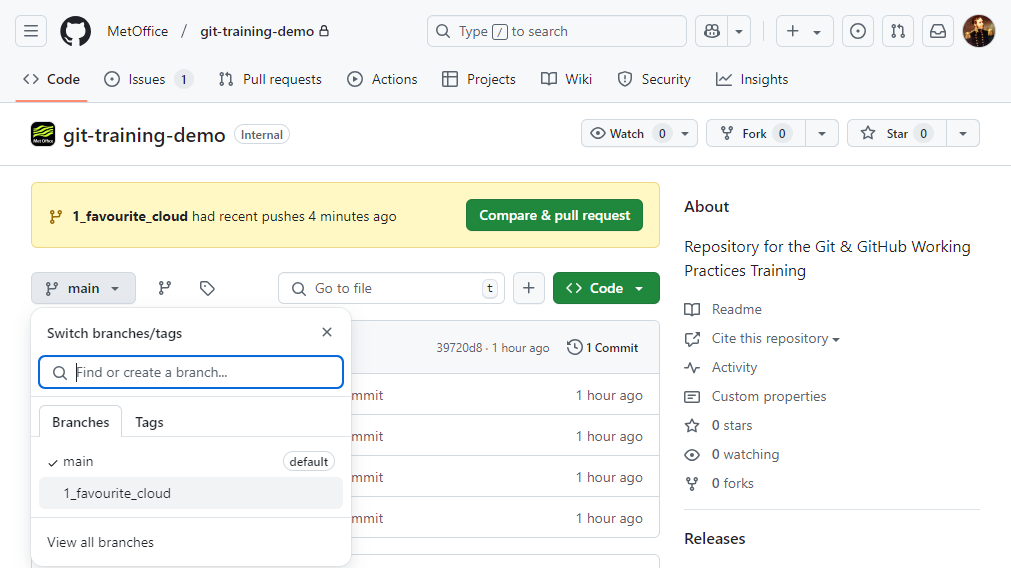 MetOffice / git-training-demo
Type / to search
Code
Issues 1
Pull requests
Actions
Projects
Wiki
Security
Insights
Met Office
git-training-demo Internal
Watch 0
Fork 0
Star 0
1_favourite_cloud had recent pushes 4 minutes ago
Compare & pull request
main
Go to file t
Code
Switch branches/tags
Find or create a branch...
Branches
Tags
main default
1_favourite_cloud
View all branches
39720d8 · 1 hour ago
1 Commit
mmit 1 hour ago
mmit 1 hour ago
mmit 1 hour ago
mmit 1 hour ago
About
Repository for the Git & GitHub Working
Practices Training
Readme
Cite this repository
Activity
Custom properties
0 stars
0 watching
0 forks
Releases